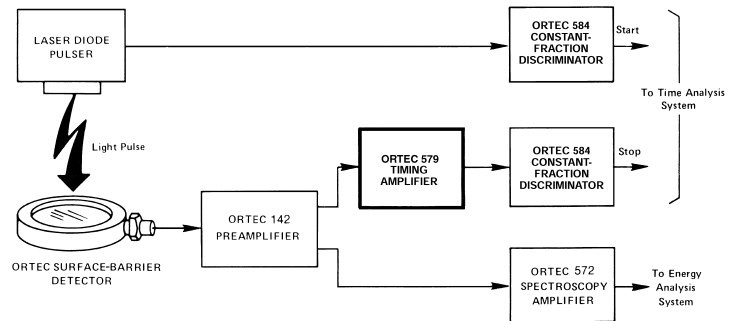 LASER DIODE
PULSER
ORTEC 584
CONSTANT-
FRACTION
DISCRIMINATOR
Start
To Time Analysis
System
Light Pulse
ORTEC 579
TIMING
AMPLIFIER
ORTEC 584
CONSTANT-
FRACTION
DISCRIMINATOR
Stop
ORTEC 142
PREAMPLIFIER
ORTEC SURFACE-BARRIER
DETECTOR
ORTEC 572
SPECTROSCOPY
AMPLIFIER
To Energy
Analysis
System